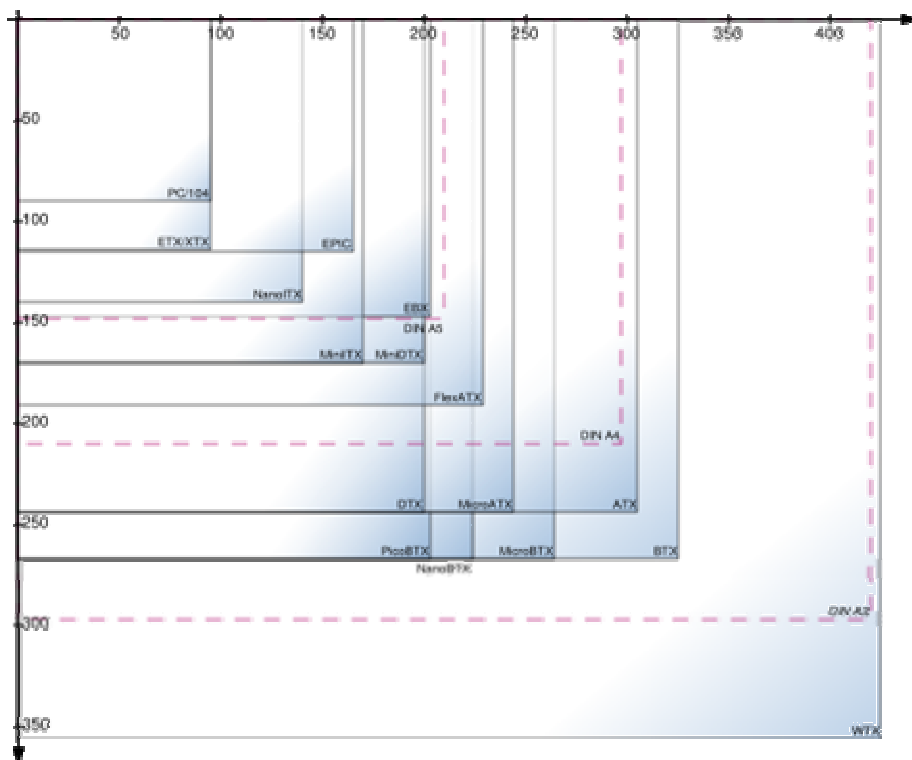 50 100 150 200 250 300 350 400
50
PC/104
100
ETX/XTX EPIC
NanoITX
EBX
150
DIN A5
MiniITX MiniDTX
FlexATX
200
DIN A4
DTX MicroATX ATX
250
PicoBTX MicroBTX BTX
NanoBTX
DIN A3
300
350
WTX